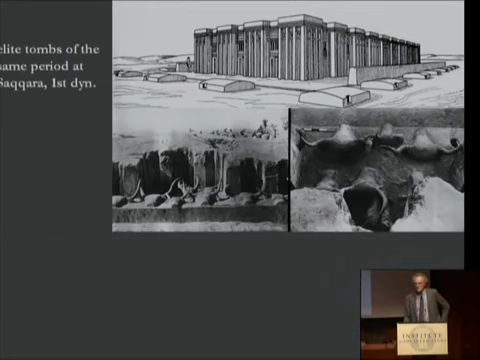 elite tombs of the
same period at
Saqqara, 1st dyn.
INSTITUTE